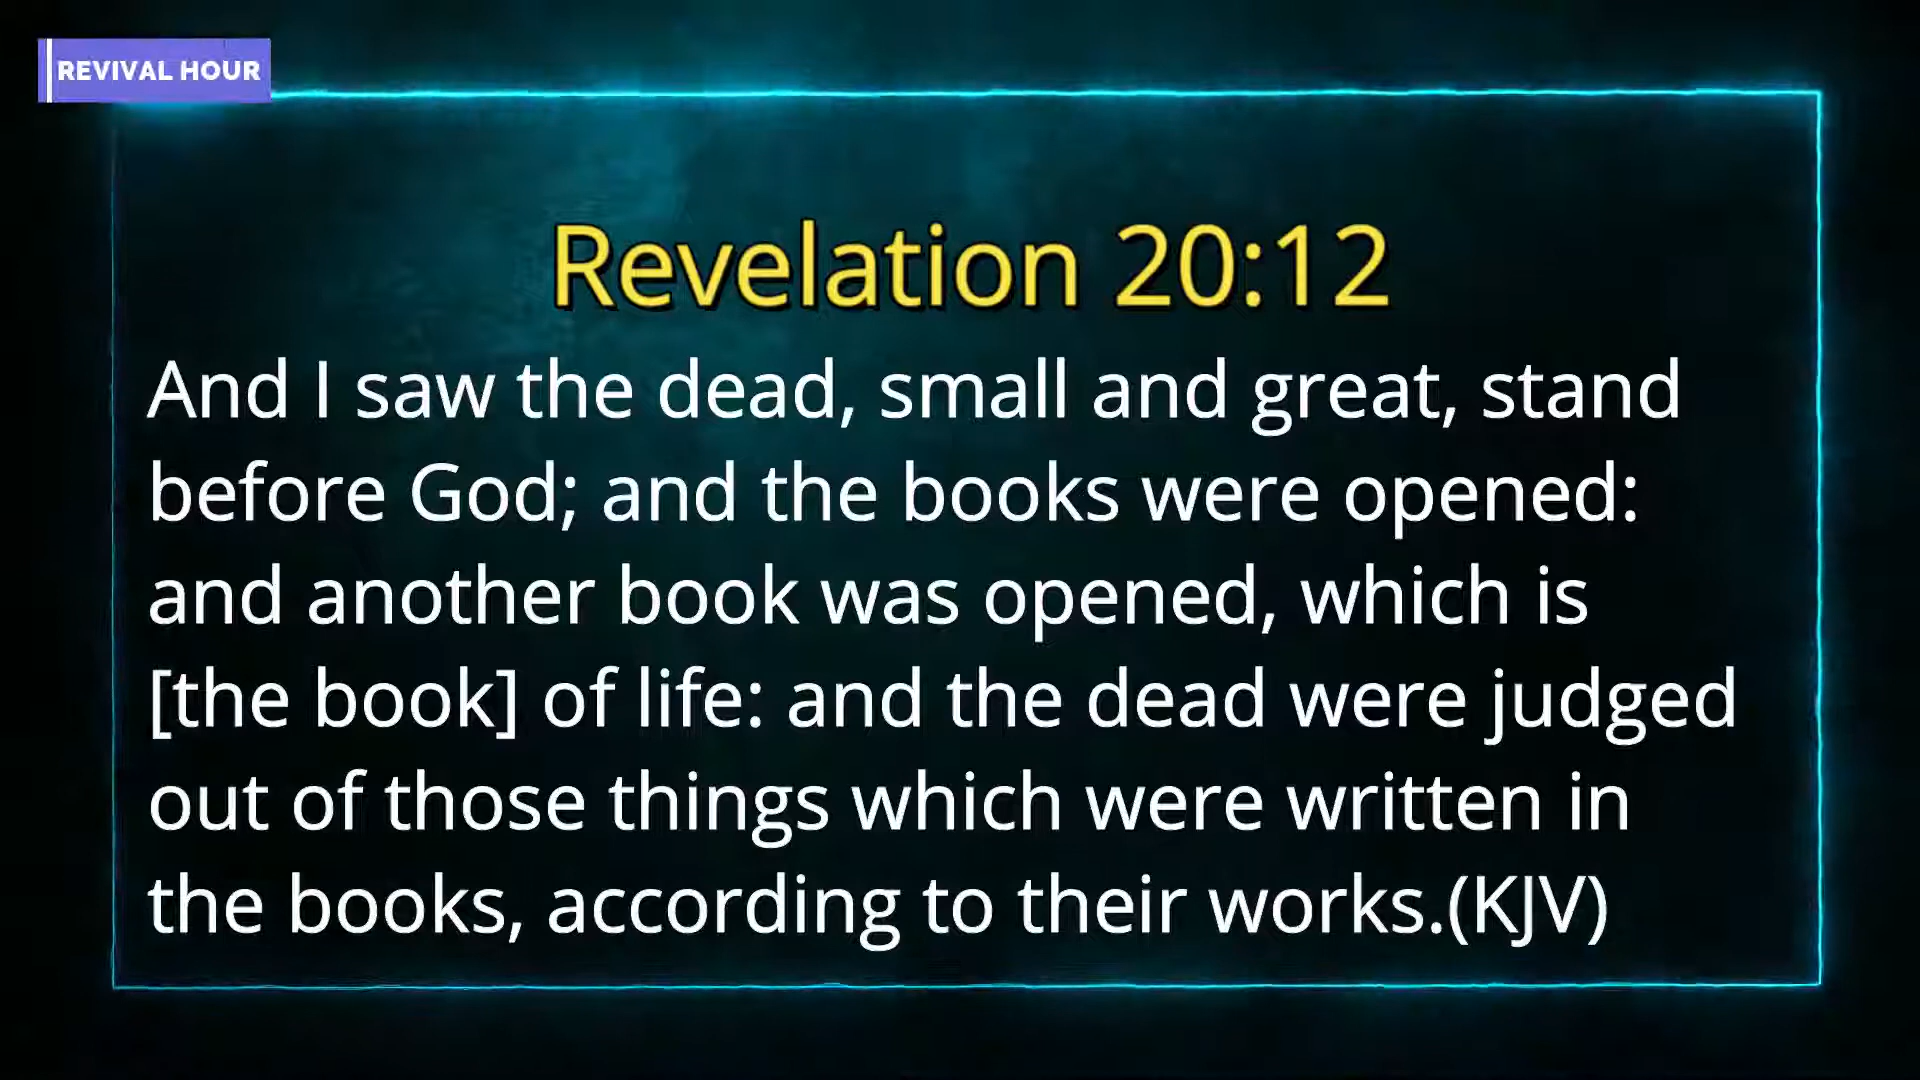 REVIVAL HOUR
Revelation 20:12
And I saw the dead, small and great, stand
before God; and the books were opened:
and another book was opened, which is
[the book] of life: and the dead were judged
out of those things which were written in
the books, according to their works.(KJV)